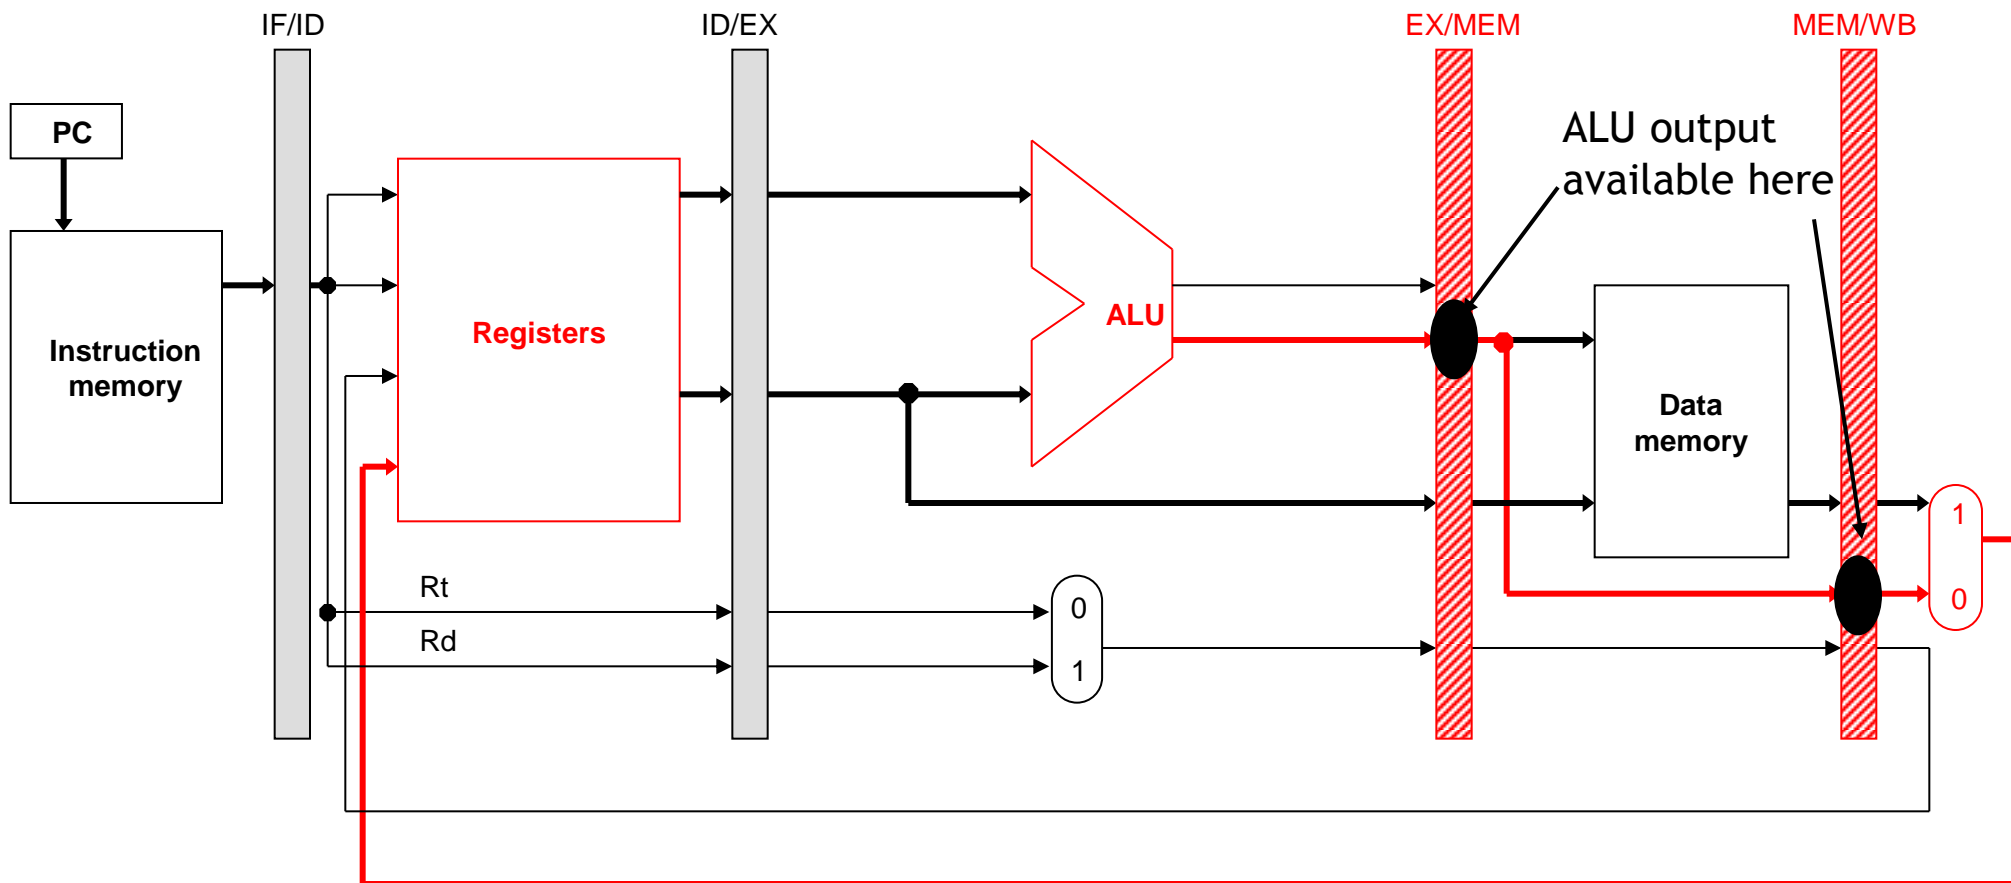 IF/ID
ID/EX
EX/MEM
MEM/WB
PC
ALU output
available here
Instruction
memory
Registers
ALU
Data
memory
1
0
Rt
Rd
0
1